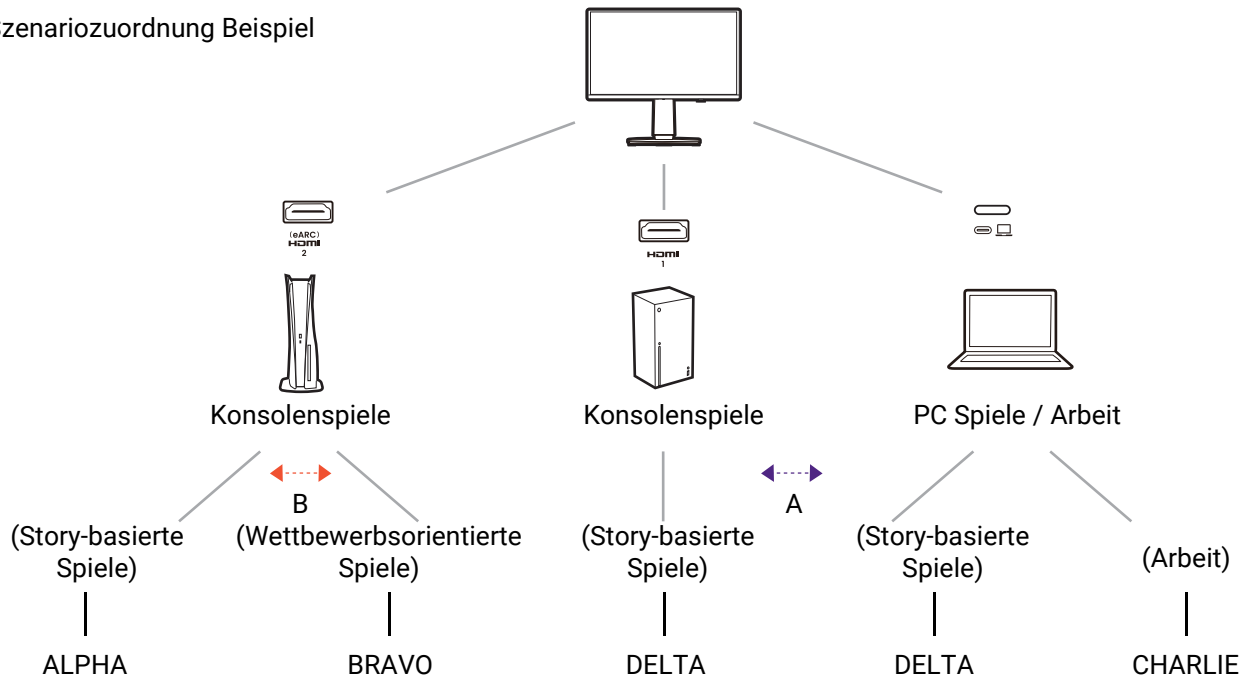 Szenariozuordnung Beispiel
(eARC)
HDMI
2
HDMI
1
Konsolenspiele
Konsolenspiele
PC Spiele / Arbeit
B
A
(Story-basierte
Spiele)
(Wettbewerbsorientierte
Spiele)
(Story-basierte
Spiele)
(Story-basierte
Spiele)
(Arbeit)
ALPHA
BRAVO
DELTA
DELTA
CHARLIE